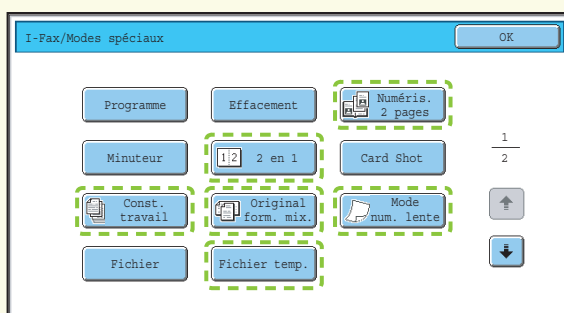 I-Fax/Modes spéciaux
OK
Programme
Effacement
Numéris.
2 pages
Minuteur
1 2
2 en 1
Card Shot
1
2
Const.
travail
Original
form. mix.
Mode
num. lente
Fichier
Fichier temp.